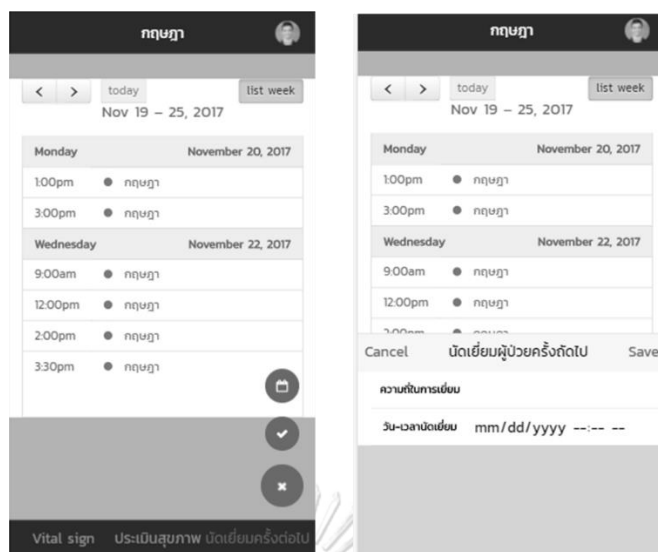 กฤษฎา
today
list week
Nov 19 – 25, 2017
Monday November 20, 2017
1:00pm กฤษฎา
3:00pm กฤษฎา
Wednesday November 22, 2017
9:00am กฤษฎา
12:00pm กฤษฎา
2:00pm กฤษฎา
3:30pm กฤษฎา
Vital sign ประเมินสุขภาพ นัดเยี่ยมครั้งต่อไป
กฤษฎา
today
list week
Nov 19 – 25, 2017
Monday November 20, 2017
1:00pm กฤษฎา
3:00pm กฤษฎา
Wednesday November 22, 2017
9:00am กฤษฎา
12:00pm กฤษฎา
2:00pm กฤษฎา
Cancel นัดเยี่ยมผู้ป่วยครั้งถัดไป Save
ความถี่ในการเยี่ยม
วัน-เวลานัดเยี่ยม mm/dd/yyyy --:-- --